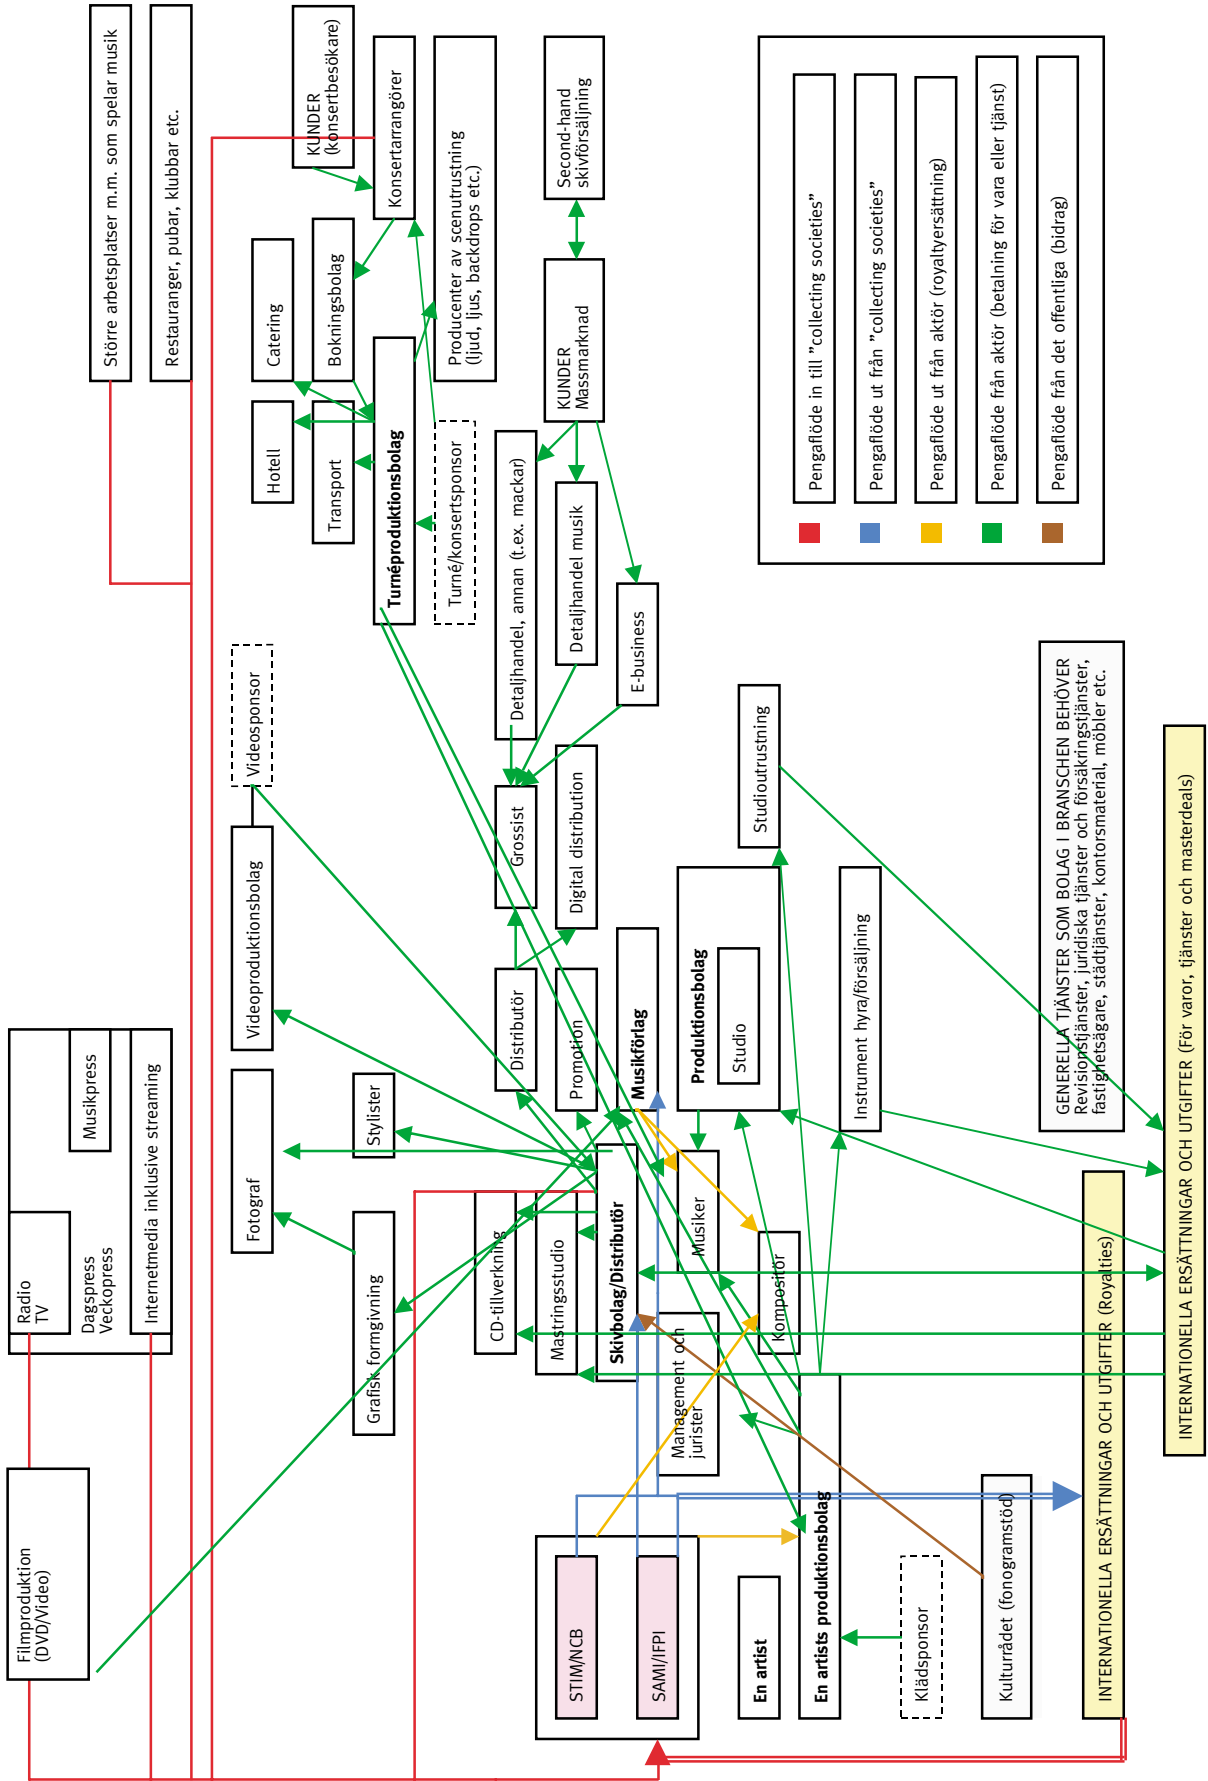 Större arbetsplatser m.m. som spelar musik
Restauranger, pubar, klubbar etc.
KUNDER
(konsertbesökare)
Konsertarrangörer
Producenter av scenutrustning
(ljud, ljus, backdrops etc.)
Second-hand
skivförsäljning
Catering
Bokningsbolag
KUNDER
Massmarknad
Hotell
Transport
Turnéproduktionsbolag
Turné/konsertsponsor
Detaljhandel, annan (t.ex. mackar)
Detaljhandel musik
E-business
Videosponsor
Videoproduktionsbolag
Grossist
Digital distribution
Studioutrustning
Distributör
Promotion
Musikförlag
Produktionsbolag
Studio
Instrument hyra/försäljning
Radio
TV
Dagspress
Veckopress
Musikpress
Internetmedia inklusive streaming
Fotograf
Stylister
Grafisk formgivning
CD-tillverkning
Mastringsstudio
Skivbolag/Distributör
Musiker
Management och
jurister
Kompositör
Filmproduktion
(DVD/Video)
STIM/NCB
SAMI/IFPI
En artist
En artists produktionsbolag
Klädsponsor
Kulturrådet (fonogramstöd)
INTERNATIONELLA ERSÄTTNINGAR OCH UTGIFTER (Royalties)
INTERNATIONELLA ERSÄTTNINGAR OCH UTGIFTER (För varor, tjänster och masterdeals)
GENERELLA TJÄNSTER SOM BOLAG I BRANSCHEN BEHÖVER
Revisionstjänster, juridiska tjänster och försäkringstjänster,
fastighetsägare, städtjänster, kontorsmaterial, möbler etc.
Pengaflöde in till ”collecting societies”
Pengaflöde ut från ”collecting societies”
Pengaflöde ut från aktör (royaltyersättning)
Pengaflöde från aktör (betalning för vara eller tjänst)
Pengaflöde från det offentliga (bidrag)